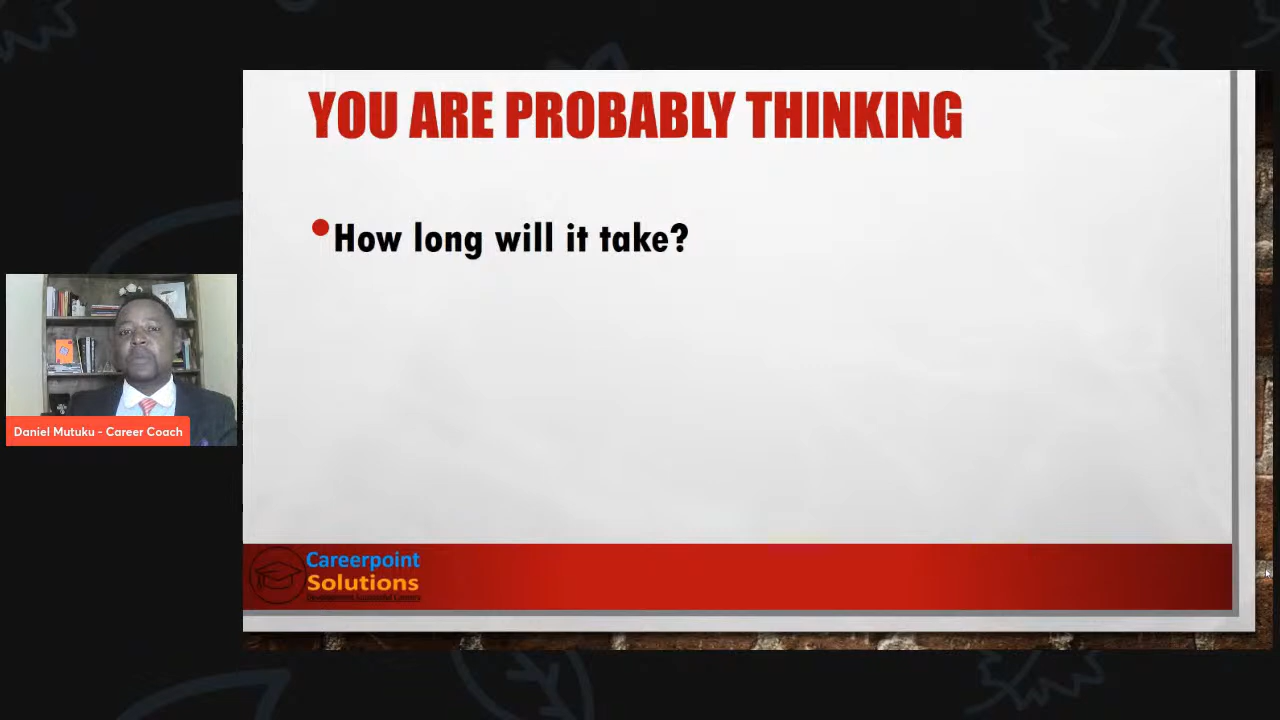 YOU ARE PROBABLY THINKING
How long will it take?
Daniel Mutuku - Career Coach
Careerpoint
Solutions